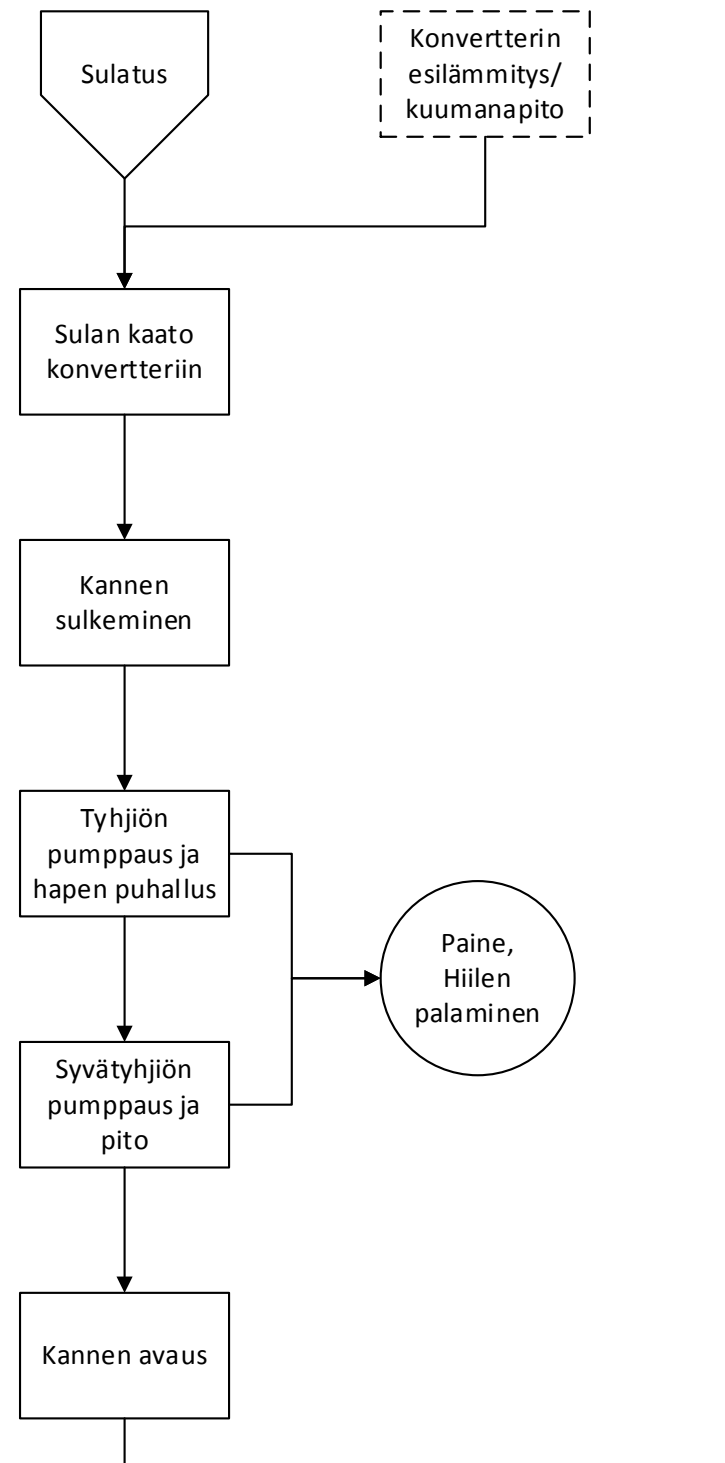 Sulatus
Konvertterin
esilämmitys/
kuumanapito
Sulan kaato
konvertteriin
Kannen
sulkeminen
Tyhjiön
pumppaus ja
hapen puhallus
Paine,
Hiilen
palaminen
Syvätyhjiön
pumppaus ja
pito
Kannen avaus